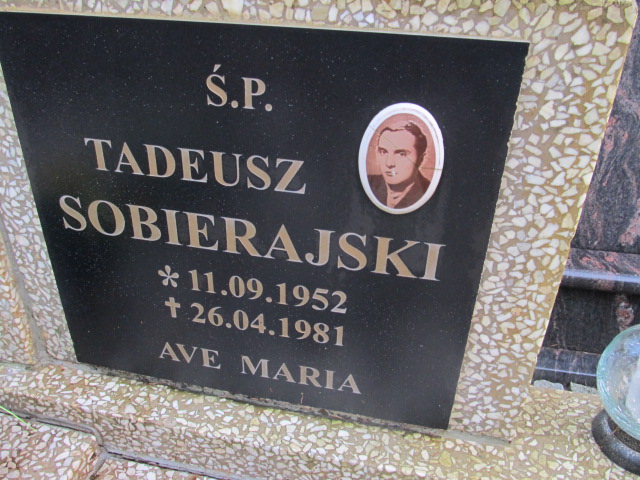 Ś.P.
TADEUSZ
SOBIERAJSKI
* 11.09.1952
✝ 26.04.1981
AVE MARIA